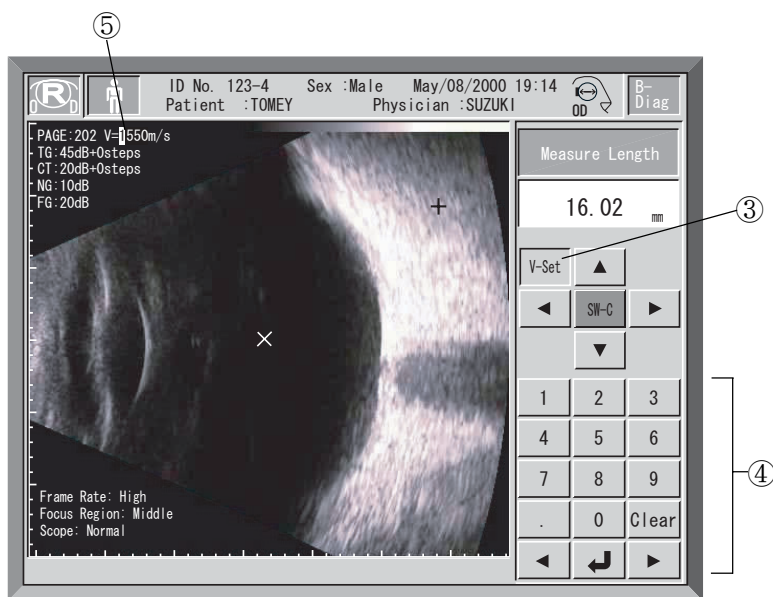 ⑤
R
O D
ID No. 123-4 Sex :Male May/08/2000 19:14
Patient :TOMEY Physician :SUZUKI
OD
B-
Diag
PAGE:202 V=1550m/s
TG:45dB+0steps
CT:20dB+0steps
NG:10dB
FG:20dB
Frame Rate: High
Focus Region: Middle
Scope: Normal
Measure Length
16.02 mm
③
V-Set ▲
◄ SW-C ►
▼
1 2 3
4 5 6
7 8 9
. 0 Clear
◄ ↵ ►
④